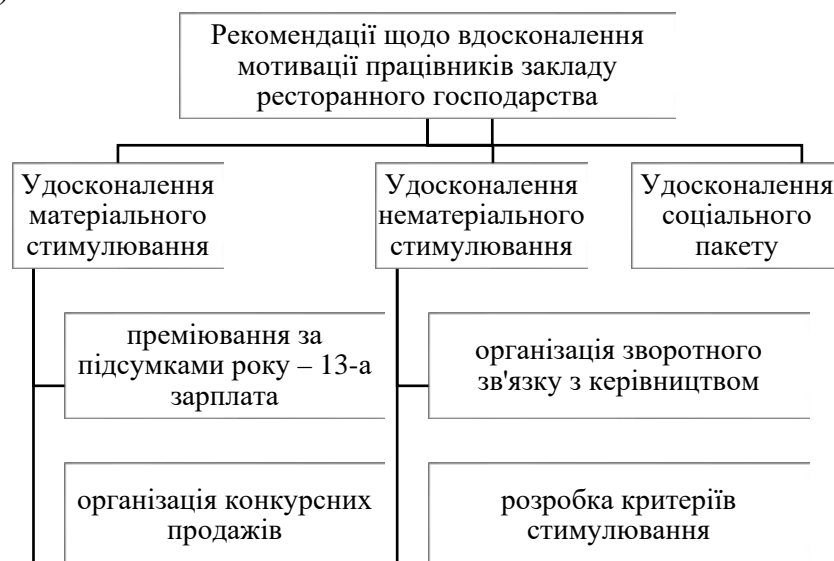 Рекомендації щодо вдосконалення
мотивації працівників закладу
ресторанного господарства
Удосконалення
матеріального
стимулювання
Удосконалення
нематеріального
стимулювання
Удосконалення
соціального
пакету
преміювання за
підсумками року – 13-а
зарплата
організація зворотного
зв'язку з керівництвом
організація конкурсних
продажів
розробка критеріїв
стимулювання